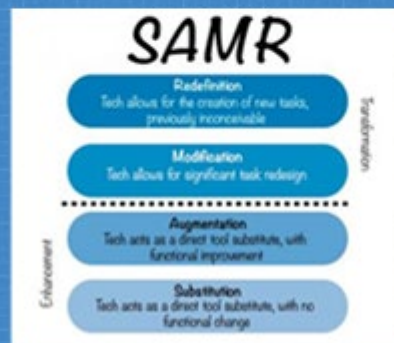 SAMR
Redefinition
Tech allows for the creation of new tasks,
previously inconceivable
Transformation
Modification
Tech allows for significant task redesign
Augmentation
Tech acts as a direct tool substitute, with
functional improvement
Enhancement
Substitution
Tech acts as a direct tool substitute, with no
functional change